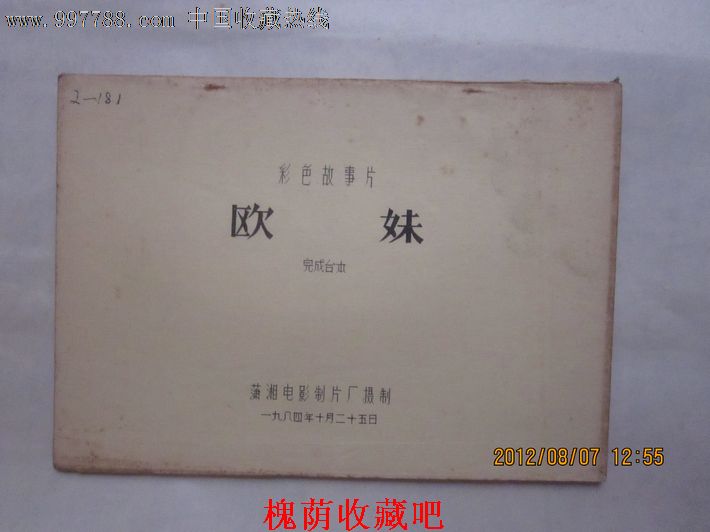 www.997788.com 中国收藏热线
2-181
彩色故事片
欧 妹
完成台本
潇湘电影制片厂摄制
一九八四年十月二十五日
2012/08/07 12:55
槐荫收藏吧